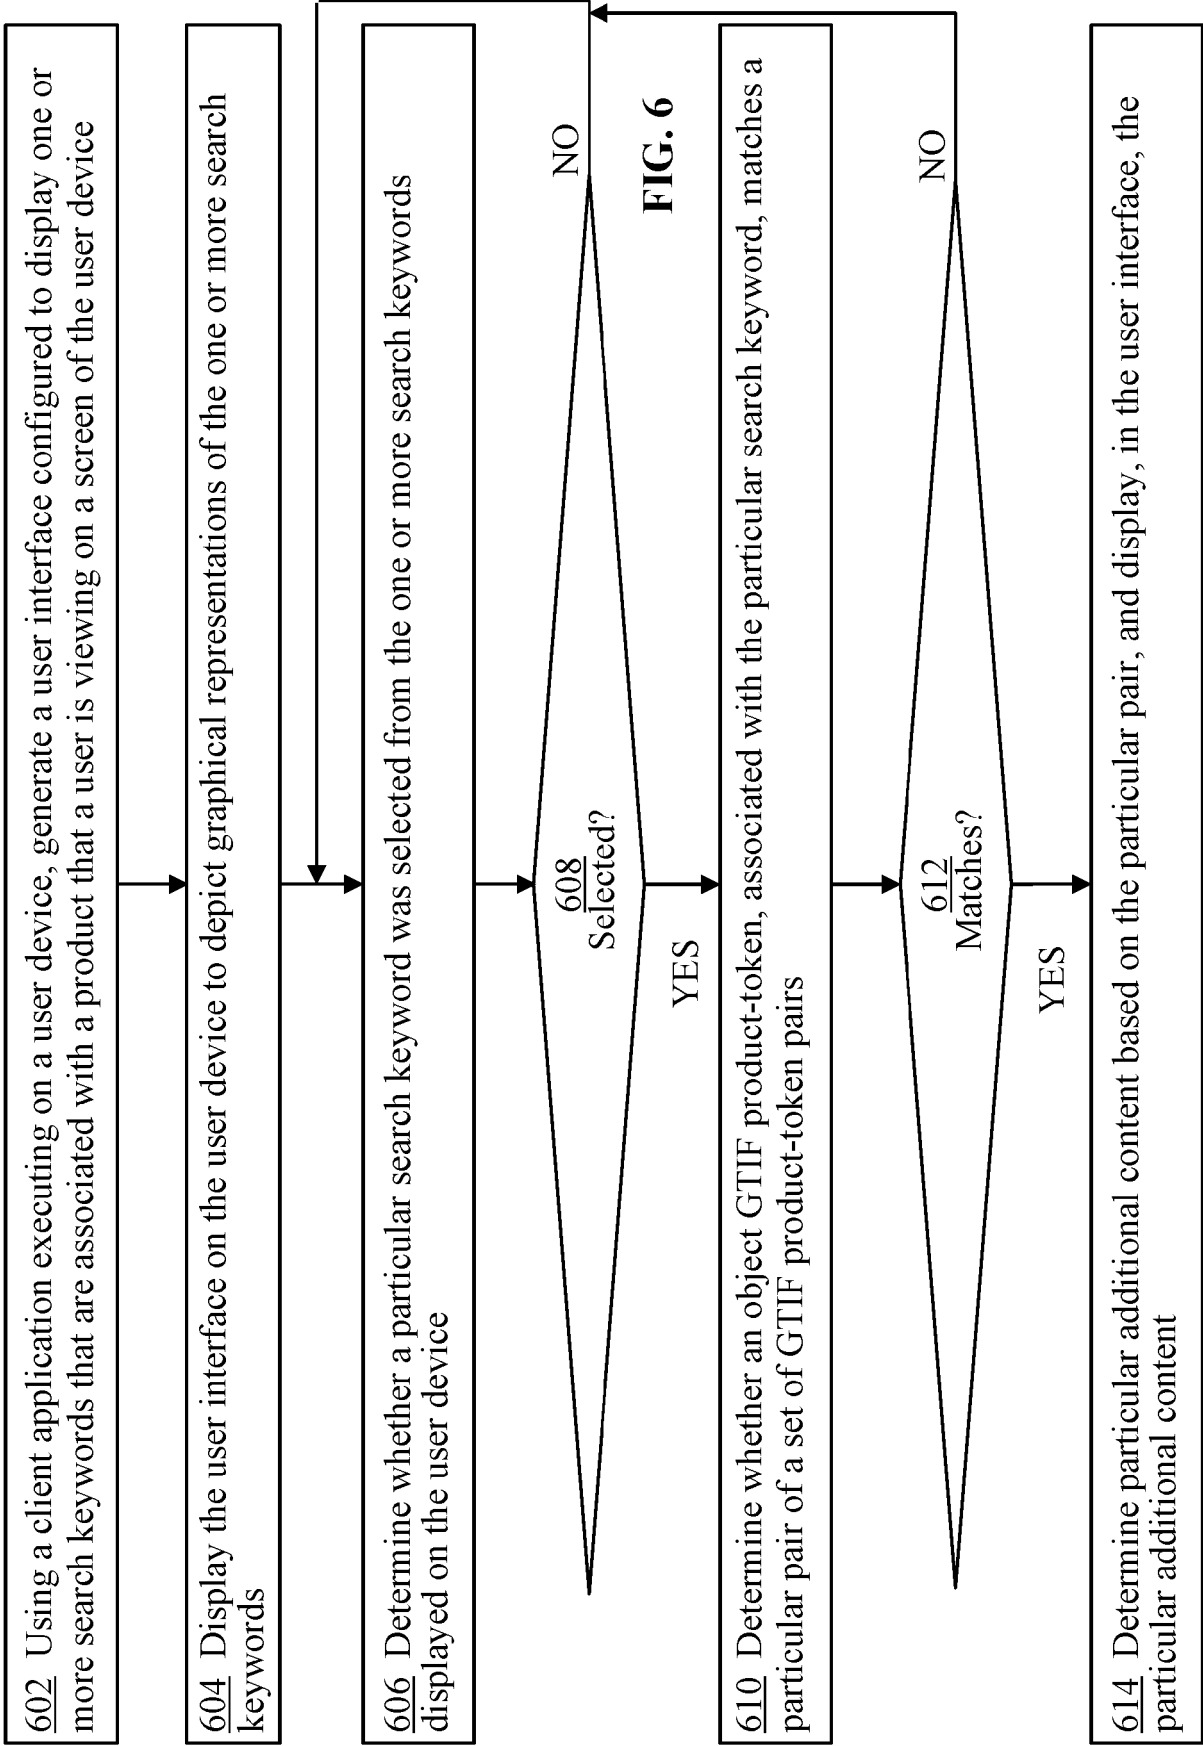 602 Using a client application executing on a user device, generate a user interface configured to display one or
more search keywords that are associated with a product that a user is viewing on a screen of the user device
604 Display the user interface on the user device to depict graphical representations of the one or more search
keywords
606 Determine whether a particular search keyword was selected from the one or more search keywords
displayed on the user device
608
Selected?
NO
YES
FIG. 6
610 Determine whether an object GTIF product-token, associated with the particular search keyword, matches a
particular pair of a set of GTIF product-token pairs
612
Matches?
NO
YES
614 Determine particular additional content based on the particular pair, and display, in the user interface, the
particular additional content